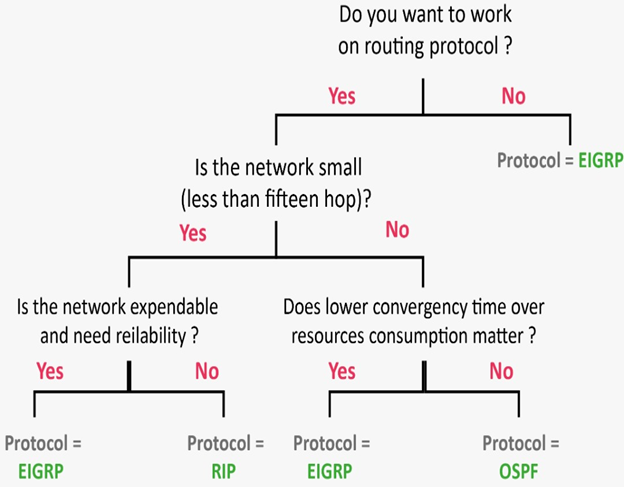 Do you want to work
on routing protocol ?
Yes
No
Protocol = EIGRP
Is the network small
(less than fifteen hop)?
Yes
No
Is the network expendable
and need reilability ?
Does lower convergency time over
resources consumption matter ?
Yes
No
Yes
No
Protocol =
EIGRP
Protocol =
RIP
Protocol =
EIGRP
Protocol =
OSPF